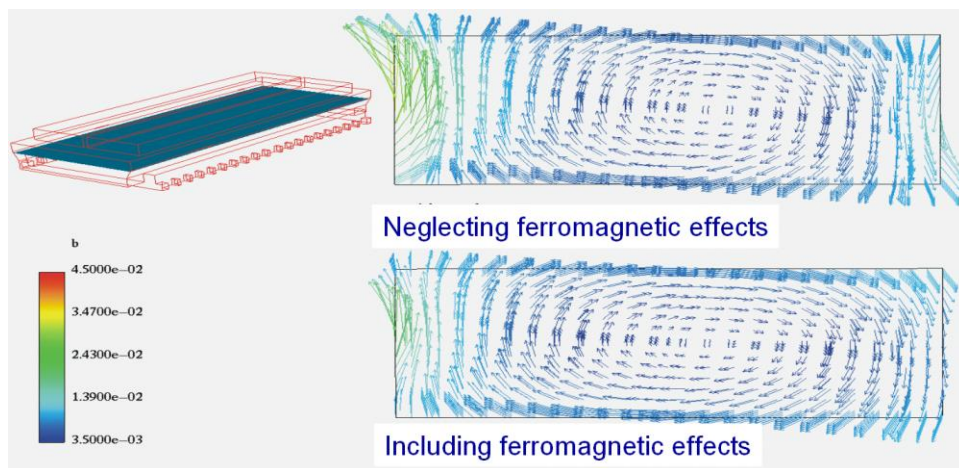 Neglecting ferromagnetic effects
b
4.5000e−02
3.4700e−02
2.4300e−02
1.3900e−02
3.5000e−03
Including ferromagnetic effects